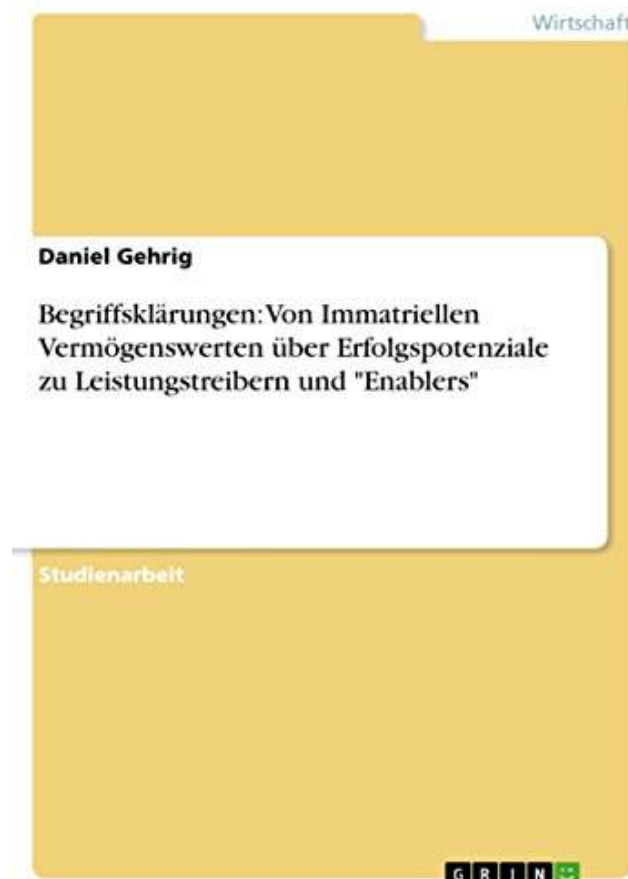 Wirtschaft
Daniel Gehrig
Begriffsklärungen: Von Immatriellen
Vermögenswerten über Erfolgspotenziale
zu Leistungstreibern und "Enablers"
Studienarbeit
GRIN